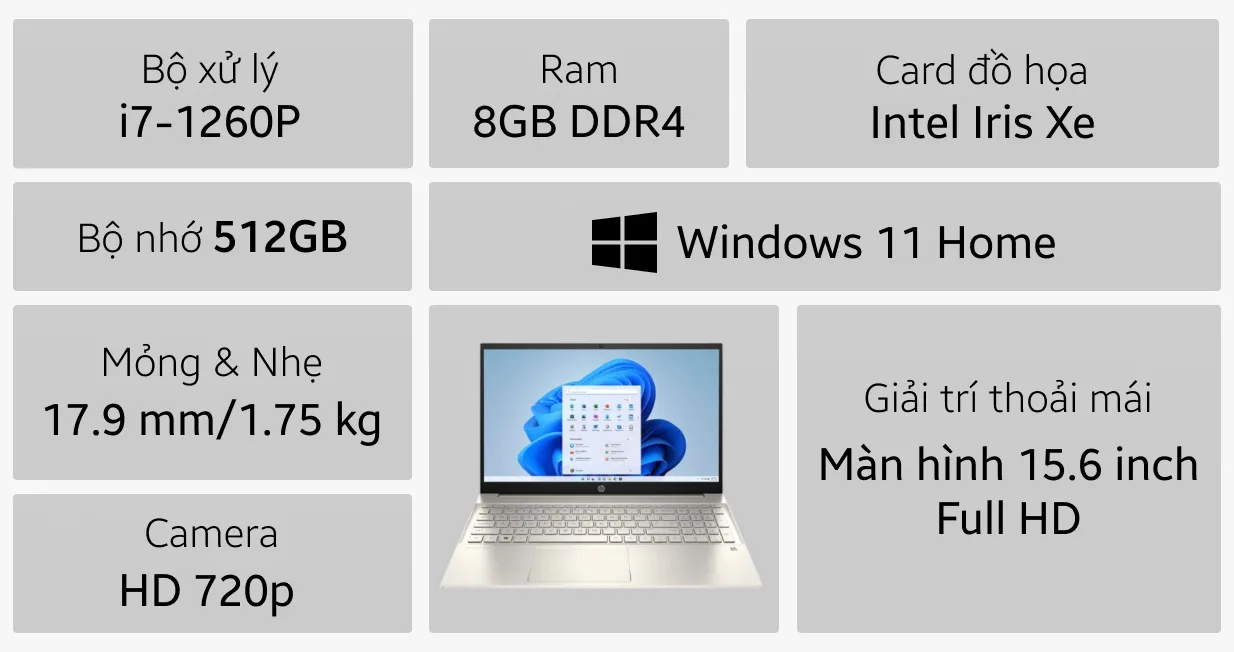 Bộ xử lý
i7-1260P
Ram
8GB DDR4
Card đồ họa
Intel Iris Xe
Bộ nhớ 512GB
Windows 11 Home
Mỏng & Nhẹ
17.9 mm/1.75 kg
Giải trí thoải mái
Màn hình 15.6 inch
Full HD
Camera
HD 720p
hp